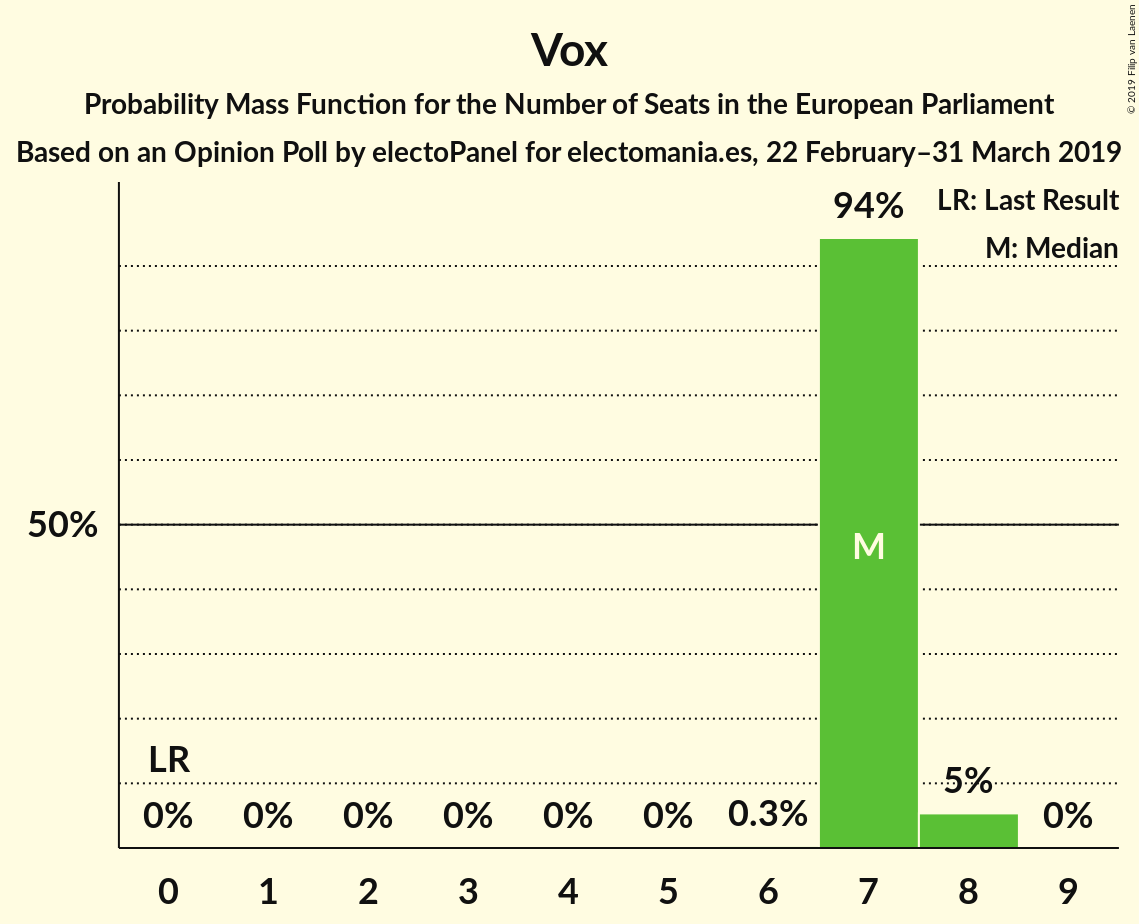 Vox
Probability Mass Function for the Number of Seats in the European Parliament
Based on an Opinion Poll by electoPanel for electomania.es, 22 February–31 March 2019
© 2019 Filip van Laenen
LR: Last Result
M: Median
94%
50%
M
LR
5%
0% 0% 0% 0% 0% 0% 0.3% 0%
0 1 2 3 4 5 6 7 8 9